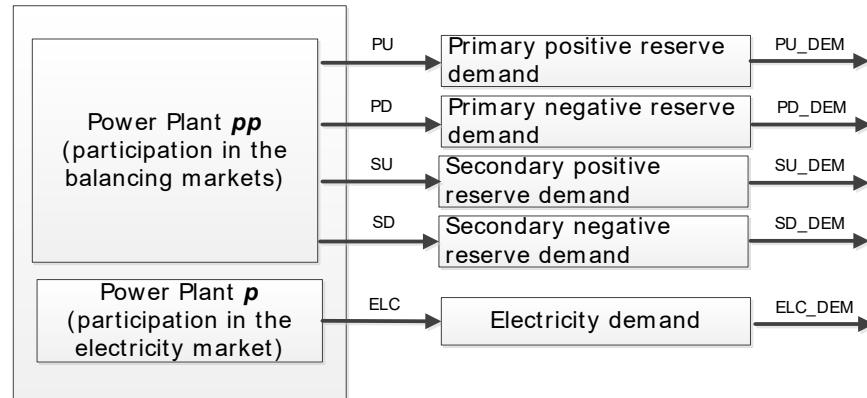 Power Plant pp
(participation in the
balancing markets)
PU
Primary positive reserve
demand
PU_DEM
PD
Primary negative reserve
demand
PD_DEM
SU
Secondary positive
reserve demand
SU_DEM
SD
Secondary negative
reserve demand
SD_DEM
Power Plant p
(participation in the
electricity market)
ELC
Electricity demand
ELC_DEM